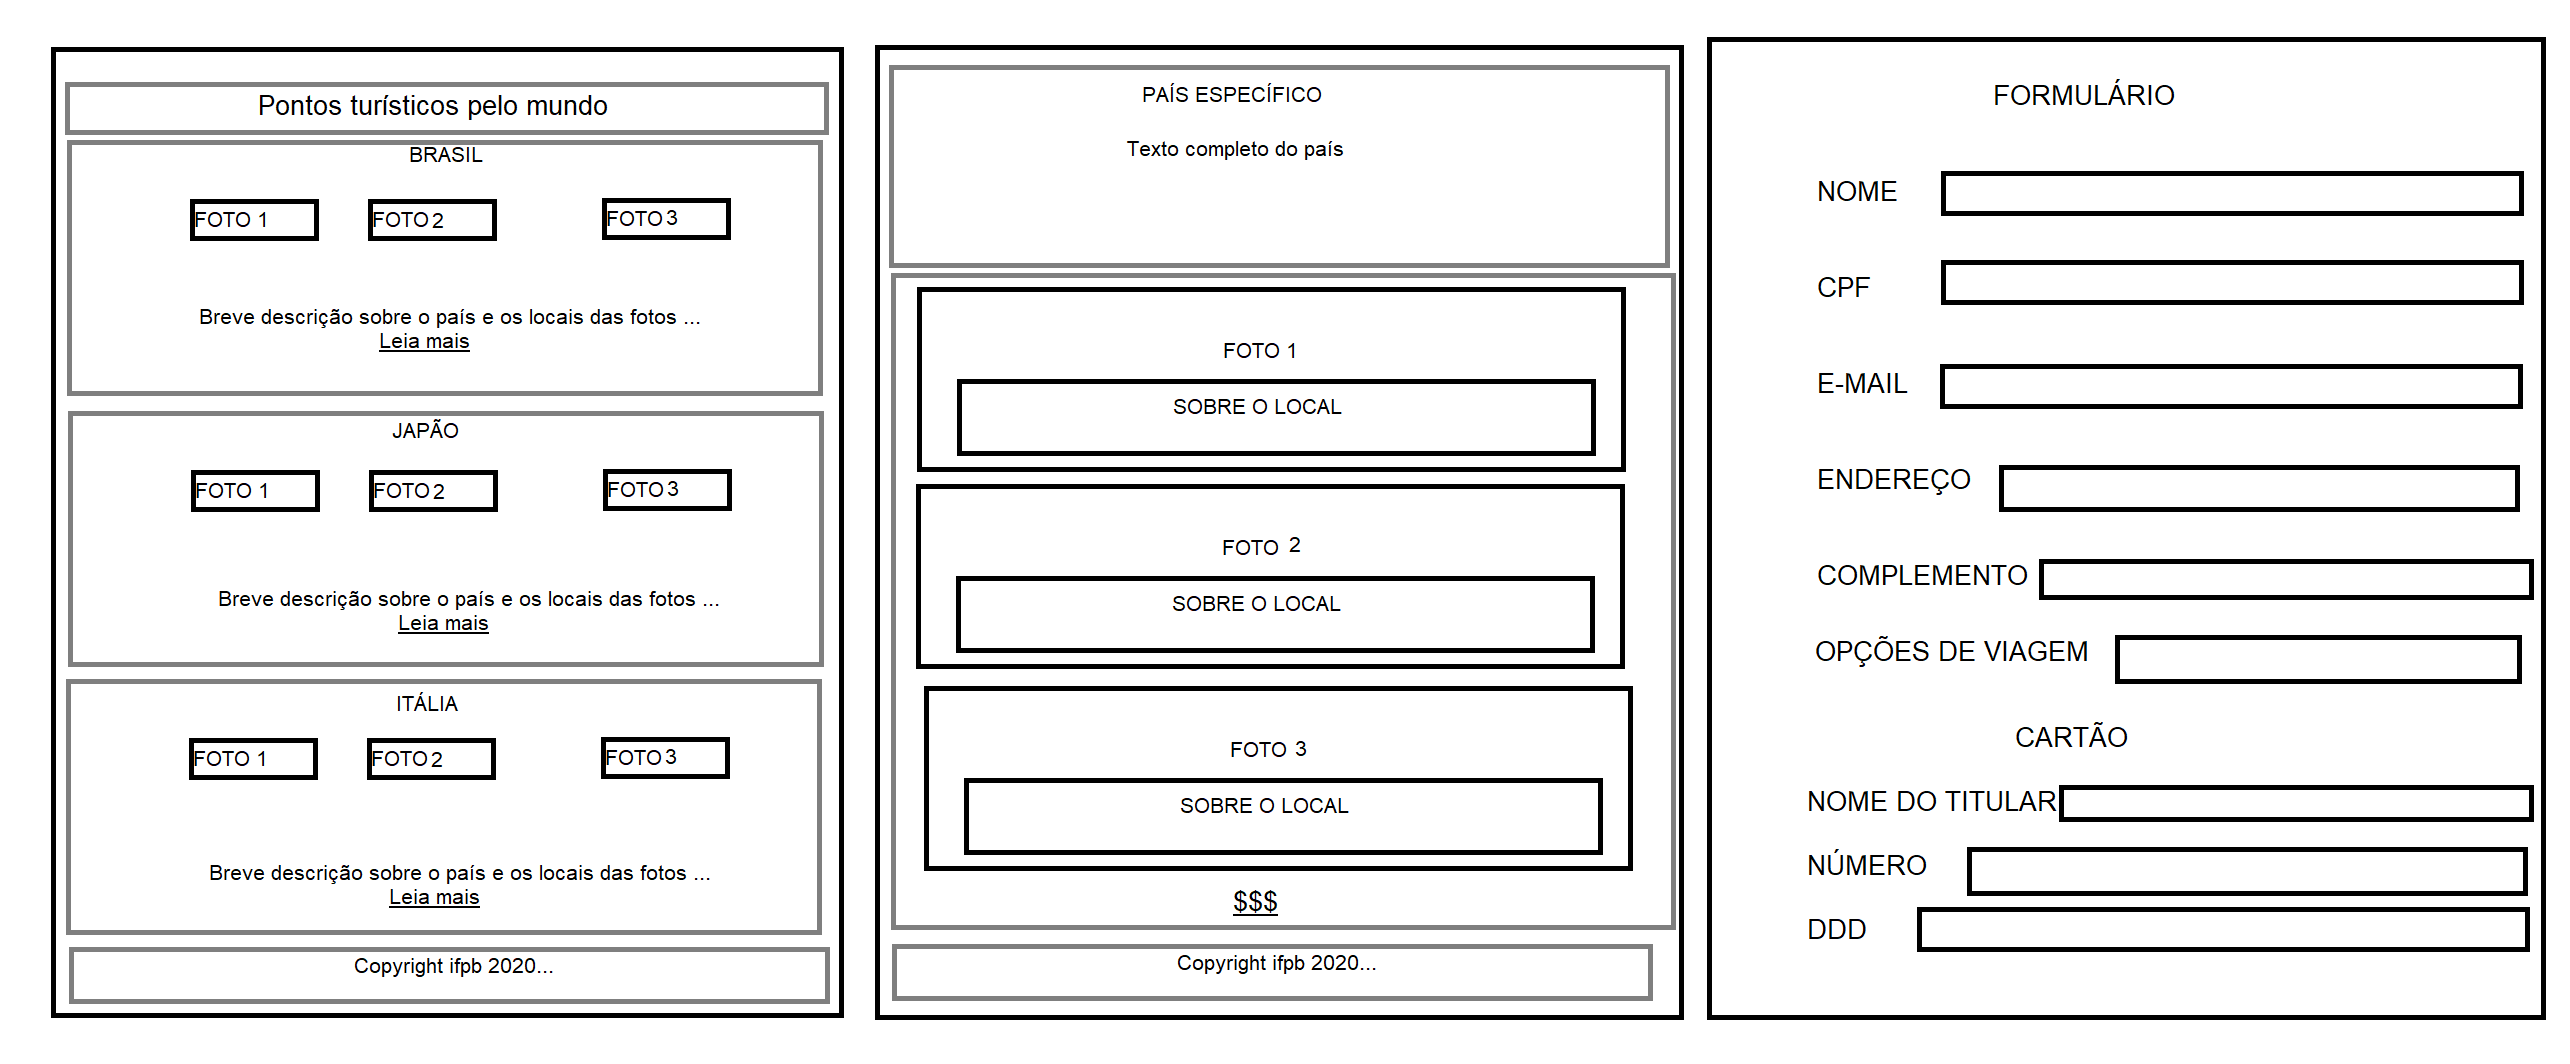 Pontos turísticos pelo mundo
BRASIL
FOTO 1
FOTO 2
FOTO 3
Breve descrição sobre o país e os locais das fotos ...
Leia mais
JAPÃO
FOTO 1
FOTO 2
FOTO 3
Breve descrição sobre o país e os locais das fotos ...
Leia mais
ITÁLIA
FOTO 1
FOTO 2
FOTO 3
Breve descrição sobre o país e os locais das fotos ...
Leia mais
Copyright ifpb 2020...
PAÍS ESPECÍFICO
Texto completo do país
FOTO 1
SOBRE O LOCAL
FOTO 2
SOBRE O LOCAL
FOTO 3
SOBRE O LOCAL
$$$
Copyright ifpb 2020...
FORMULÁRIO
NOME
CPF
E-MAIL
ENDEREÇO
COMPLEMENTO
OPÇÕES DE VIAGEM
CARTÃO
NOME DO TITULAR
NÚMERO
DDD